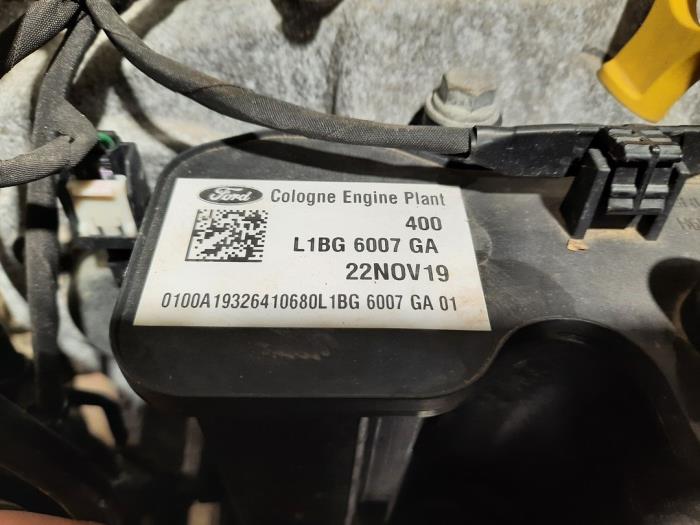 Ford Cologne Engine Plant
400
L1BG 6007 GA
22NOV19
0100A19326410680L1BG 6007 GA 01